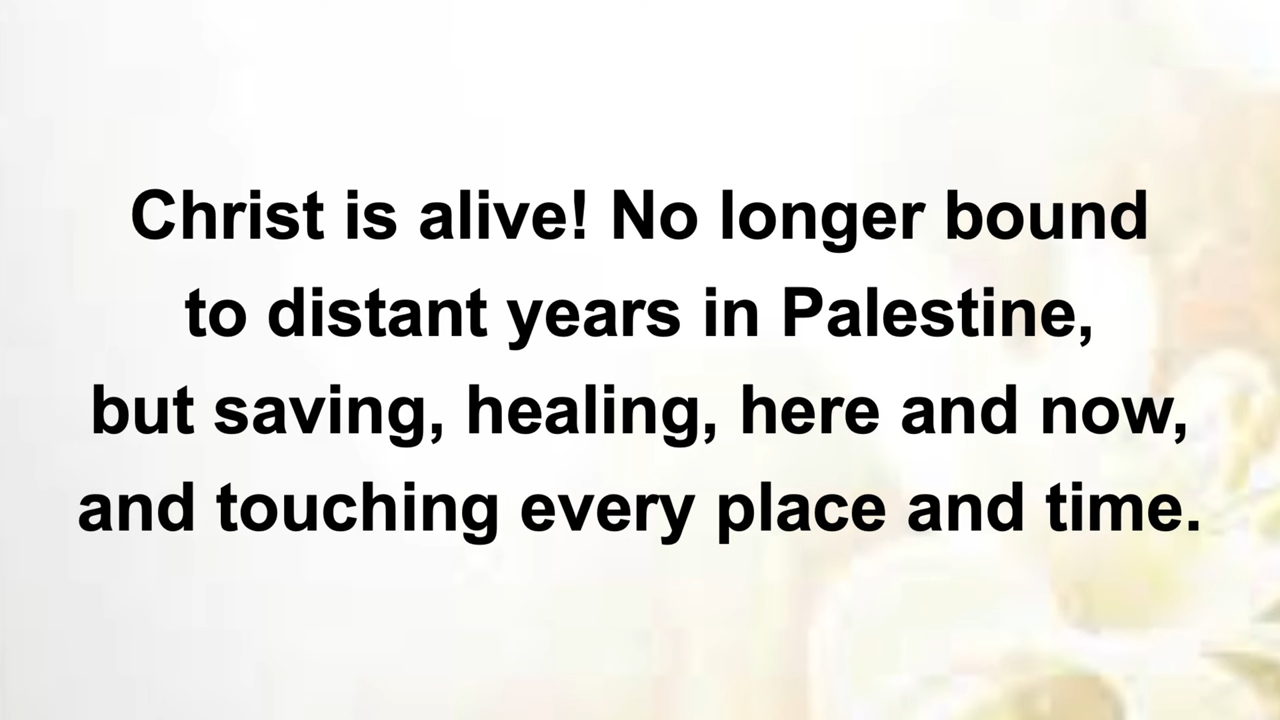 Christ is alive! No longer bound
to distant years in Palestine,
but saving, healing, here and now,
and touching every place and time.